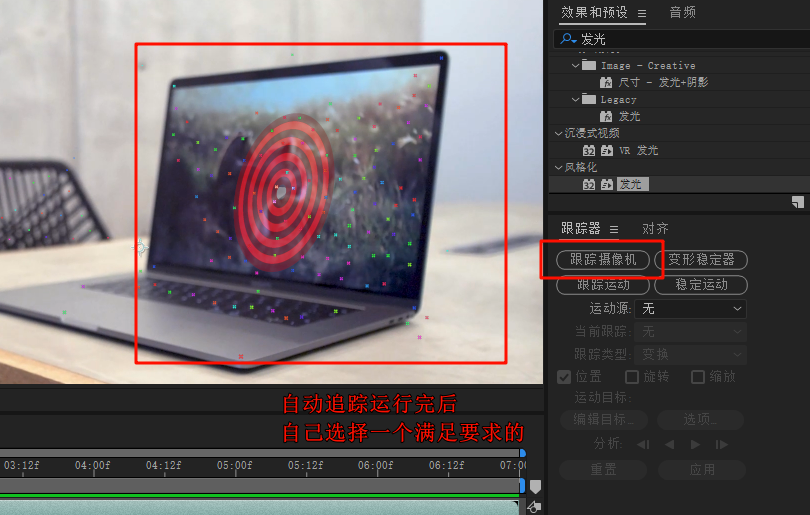 效果和预设
音频
发光
Image - Creative
尺寸 - 发光+阴影
Legacy
发光
沉浸式视频
32 VR 发光
风格化
32 发光
跟踪器
对齐
跟踪摄像机
变形稳定器
跟踪运动
稳定运动
运动源: 无
当前跟踪: 无
跟踪类型: 变换
位置
旋转
缩放
运动目标:
编辑目标...
选项...
分析:
重置
应用
自动追踪运行完后
自己选择一个满足要求的
03:12f 04:00f 04:12f 05:00f 05:12f 06:00f 06:12f 07:00